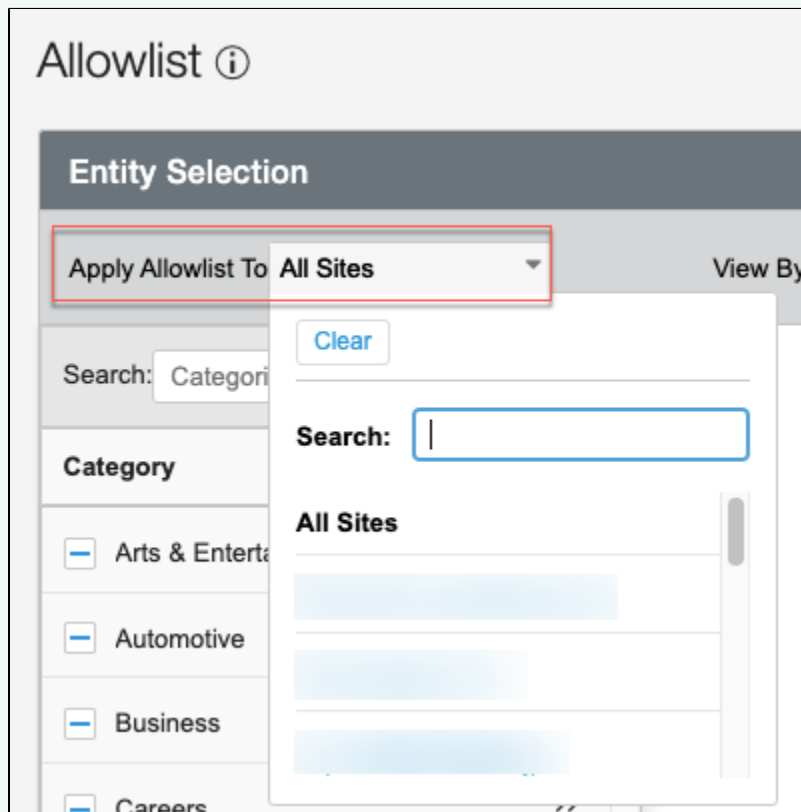 Allowlist
Entity Selection
Apply Allowlist To All Sites
View By
Clear
Search: Categori
Search:
Category
All Sites
Arts & Enterta
Automotive
Business
Careers